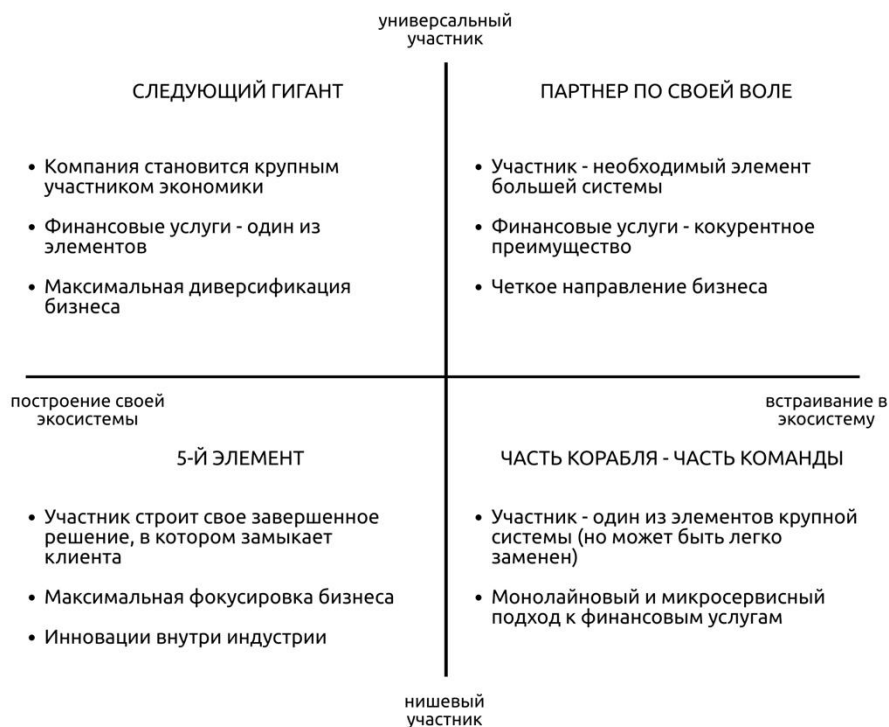 универсальный
участник
СЛЕДУЮЩИЙ ГИГАНТ
• Компания становится крупным
участником экономики
• Финансовые услуги - один из
элементов
• Максимальная диверсификация
бизнеса
ПАРТНЕР ПО СВОЕЙ ВОЛЕ
• Участник - необходимый элемент
большей системы
• Финансовые услуги - кокурентное
преимущество
• Четкое направление бизнеса
построение своей
экосистемы
встраивание в
экосистему
5-Й ЭЛЕМЕНТ
• Участник строит свое завершенное
решение, в котором замыкает
клиента
• Максимальная фокусировка бизнеса
• Инновации внутри индустрии
ЧАСТЬ КОРАБЛЯ - ЧАСТЬ КОМАНДЫ
• Участник - один из элементов крупной
системы (но может быть легко
заменен)
• Монолайновый и микросервисный
подход к финансовым услугам
нишевый
участник